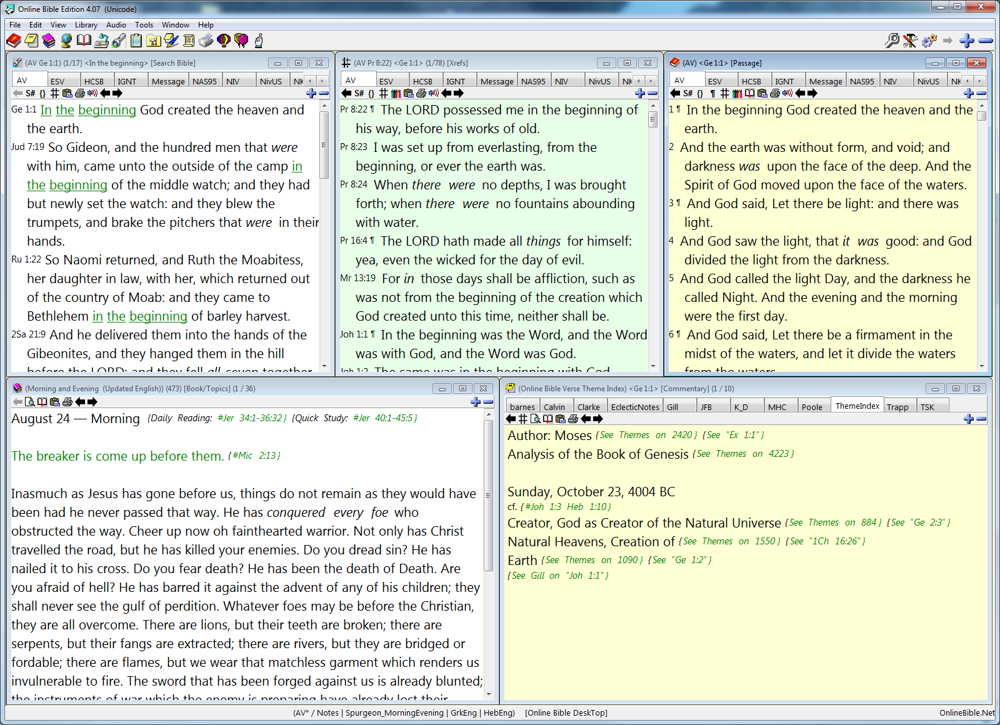 Online Bible Edition 4.07 (Unicode)
File Edit View Library Audio Tools Window Help
(AV Ge 1:1) (1/17) <In the beginning> [Search Bible]
AV ESV HCSB IGNT Message NAS95 NIV NivUS NK
S# {}
Ge 1:1 In the beginning God created the heaven and
the earth.
Jud 7:19 So Gideon, and the hundred men that were
with him, came unto the outside of the camp in
the beginning of the middle watch; and they had
but newly set the watch: and they blew the
trumpets, and brake the pitchers that were in their
hands.
Ru 1:22 So Naomi returned, and Ruth the Moabitess,
her daughter in law, with her, which returned out
of the country of Moab: and they came to
Bethlehem in the beginning of barley harvest.
2Sa 21:9 And he delivered them into the hands of the
Gibeonites, and they hanged them in the hill
before the LORD: and they fell all seven together
(AV Pr 8:22) <Ge 1:1> (1/78) [Xrefs]
AV ESV HCSB IGNT Message NAS95 NIV NivUS NK
S# {}
Pr 8:22 ¶ The LORD possessed me in the beginning of
his way, before his works of old.
Pr 8:23 I was set up from everlasting, from the
beginning, or ever the earth was.
Pr 8:24 When there were no depths, I was brought
forth; when there were no fountains abounding
with water.
Pr 16:4 ¶ The LORD hath made all things for himself:
yea, even the wicked for the day of evil.
Mr 13:19 For in those days shall be affliction, such as
was not from the beginning of the creation which
God created unto this time, neither shall be.
Joh 1:1 ¶ In the beginning was the Word, and the Word
was with God, and the Word was God.
Joh 1:2 The same was in the beginning with God
(AV) <Ge 1:1> [Passage]
AV ESV HCSB IGNT Message NAS95 NIV NivUS NK
S# {} ¶
1 ¶ In the beginning God created the heaven and the
earth.
2 And the earth was without form, and void; and
darkness was upon the face of the deep. And the
Spirit of God moved upon the face of the waters.
3 ¶ And God said, Let there be light: and there was
light.
4 And God saw the light, that it was good: and God
divided the light from the darkness.
5 And God called the light Day, and the darkness he
called Night. And the evening and the morning
were the first day.
6 ¶ And God said, Let there be a firmament in the
midst of the waters, and let it divide the waters
from the waters
(Morning and Evening (Updated English)) (473) [Book/Topics] (1 / 36)
August 24 — Morning {Daily Reading: #Jer 34:1-36:32} {Quick Study: #Jer 40:1-45:5}
The breaker is come up before them. {#Mic 2:13}
Inasmuch as Jesus has gone before us, things do not remain as they would have
been had he never passed that way. He has conquered every foe who
obstructed the way. Cheer up now oh fainthearted warrior. Not only has Christ
travelled the road, but he has killed your enemies. Do you dread sin? He has
nailed it to his cross. Do you fear death? He has been the death of Death. Are
you afraid of hell? He has barred it against the advent of any of his children; they
shall never see the gulf of perdition. Whatever foes may be before the Christian,
they are all overcome. There are lions, but their teeth are broken; there are
serpents, but their fangs are extracted; there are rivers, but they are bridged or
fordable; there are flames, but we wear that matchless garment which renders us
invulnerable to fire. The sword that has been forged against us is already blunted;
the instruments of war which the enemy is preparing have already lost their
(Online Bible Verse Theme Index) <Ge 1:1> [Commentary] (1 / 10)
barnes Calvin Clarke EclecticNotes Gill JFB K_D MHC Poole ThemeIndex Trapp TSK
Author: Moses {See Themes on 2420} {See "Ex 1:1"}
Analysis of the Book of Genesis {See Themes on 4223}
Sunday, October 23, 4004 BC
cf. {#Joh 1:3 Heb 1:10}
Creator, God as Creator of the Natural Universe {See Themes on 884} {See "Ge 2:3"}
Natural Heavens, Creation of {See Themes on 1550} {See "1Ch 16:26"}
Earth {See Themes on 1090} {See "Ge 1:2"}
{See Gill on "Joh 1:1"}
(AV* / Notes | Spurgeon_MorningEvening | GrkEng | HebEng) [Online Bible DeskTop]
OnlineBible.Net